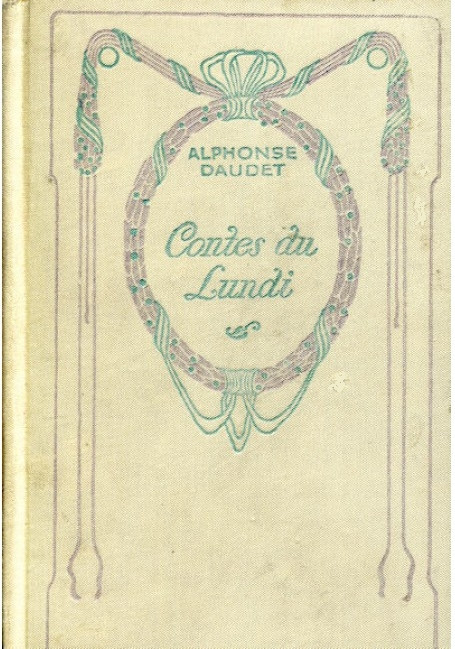 ALPHONSE
DAUDET
Contes du
Lundi